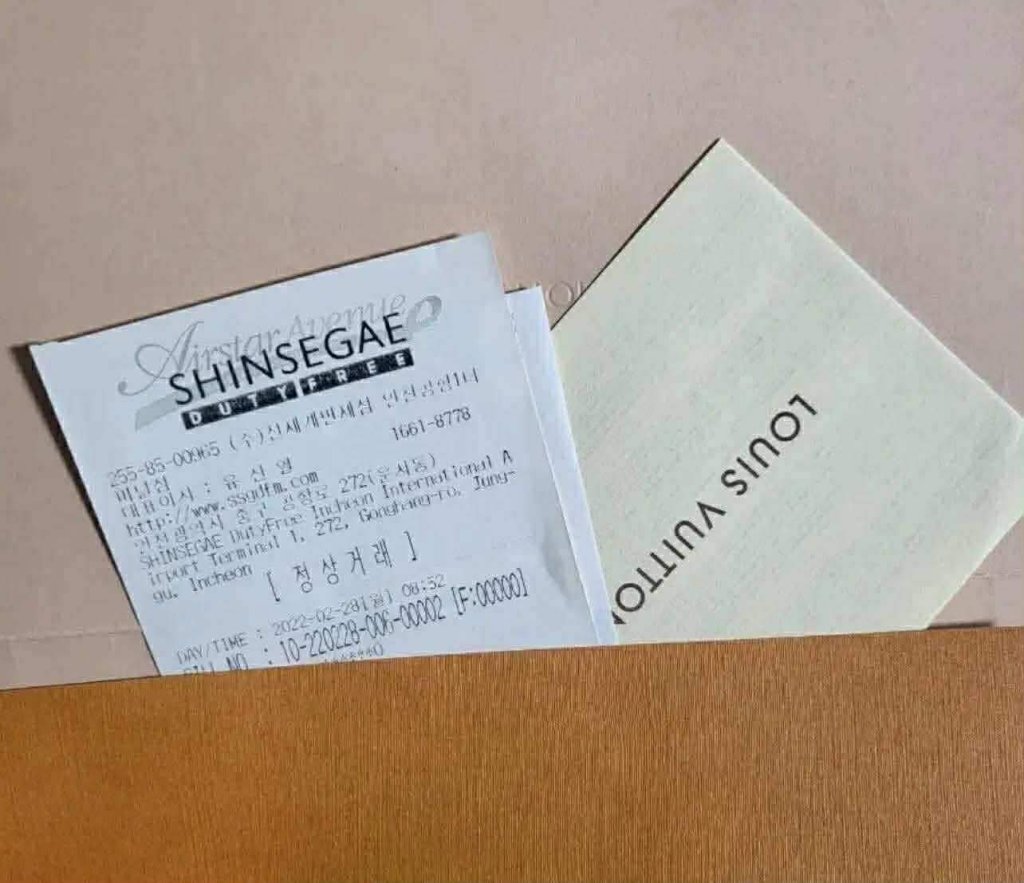 Airstar Avenue
SHINSEGAE
DUTY FREE
255-85-00965 (주)신세계면세점 인천공항1터
미널점 1661-8778
대표이사 : 유 신 열
http://www.ssgdfm.com
인천광역시 중구 공항로 272(운서동)
SHINSEGAE DutyFree Incheon International A
irport Terminal 1, 272, Gonghang-ro, Jung-
gu, Incheon
[ 정 상 거 래 ]
DAY/TIME : 2022-02-28(월) 08:52
BILL NO : 10-220228-006-00002 [F:00000]
LOUIS VUITTON